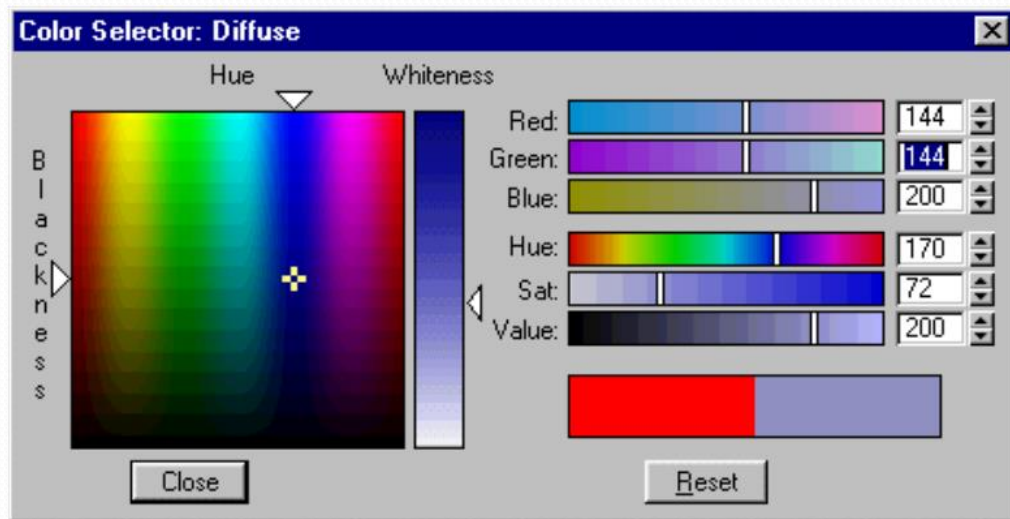 Color Selector: Diffuse
Hue
Whiteness
Blackness
Red: 144
Green: 144
Blue: 200
Hue: 170
Sat: 72
Value: 200
Close
Reset